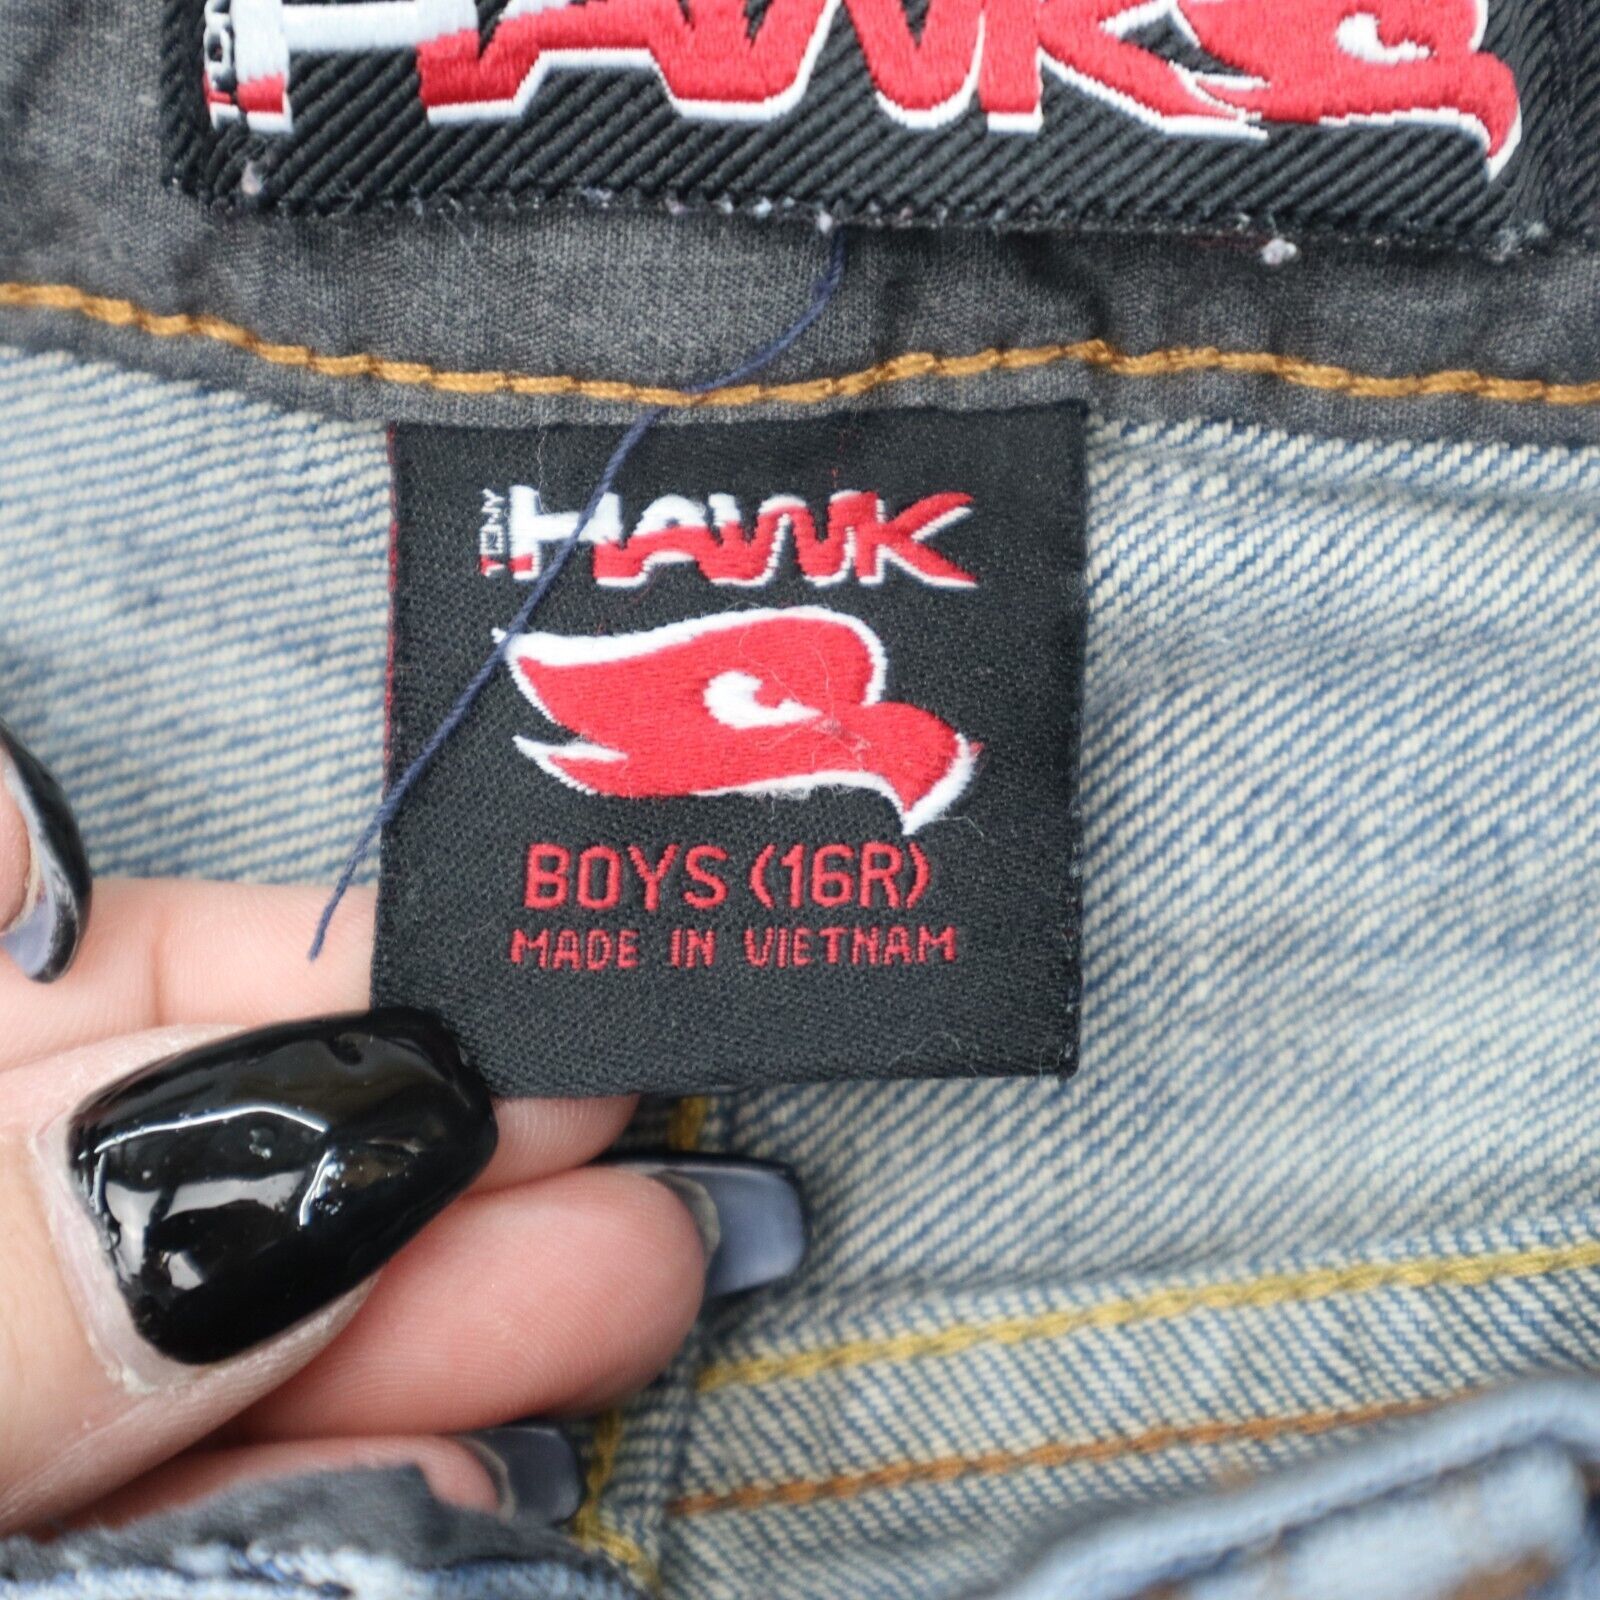 TONY HAWK
TONY HAWK
BOYS (16R)
MADE IN VIETNAM